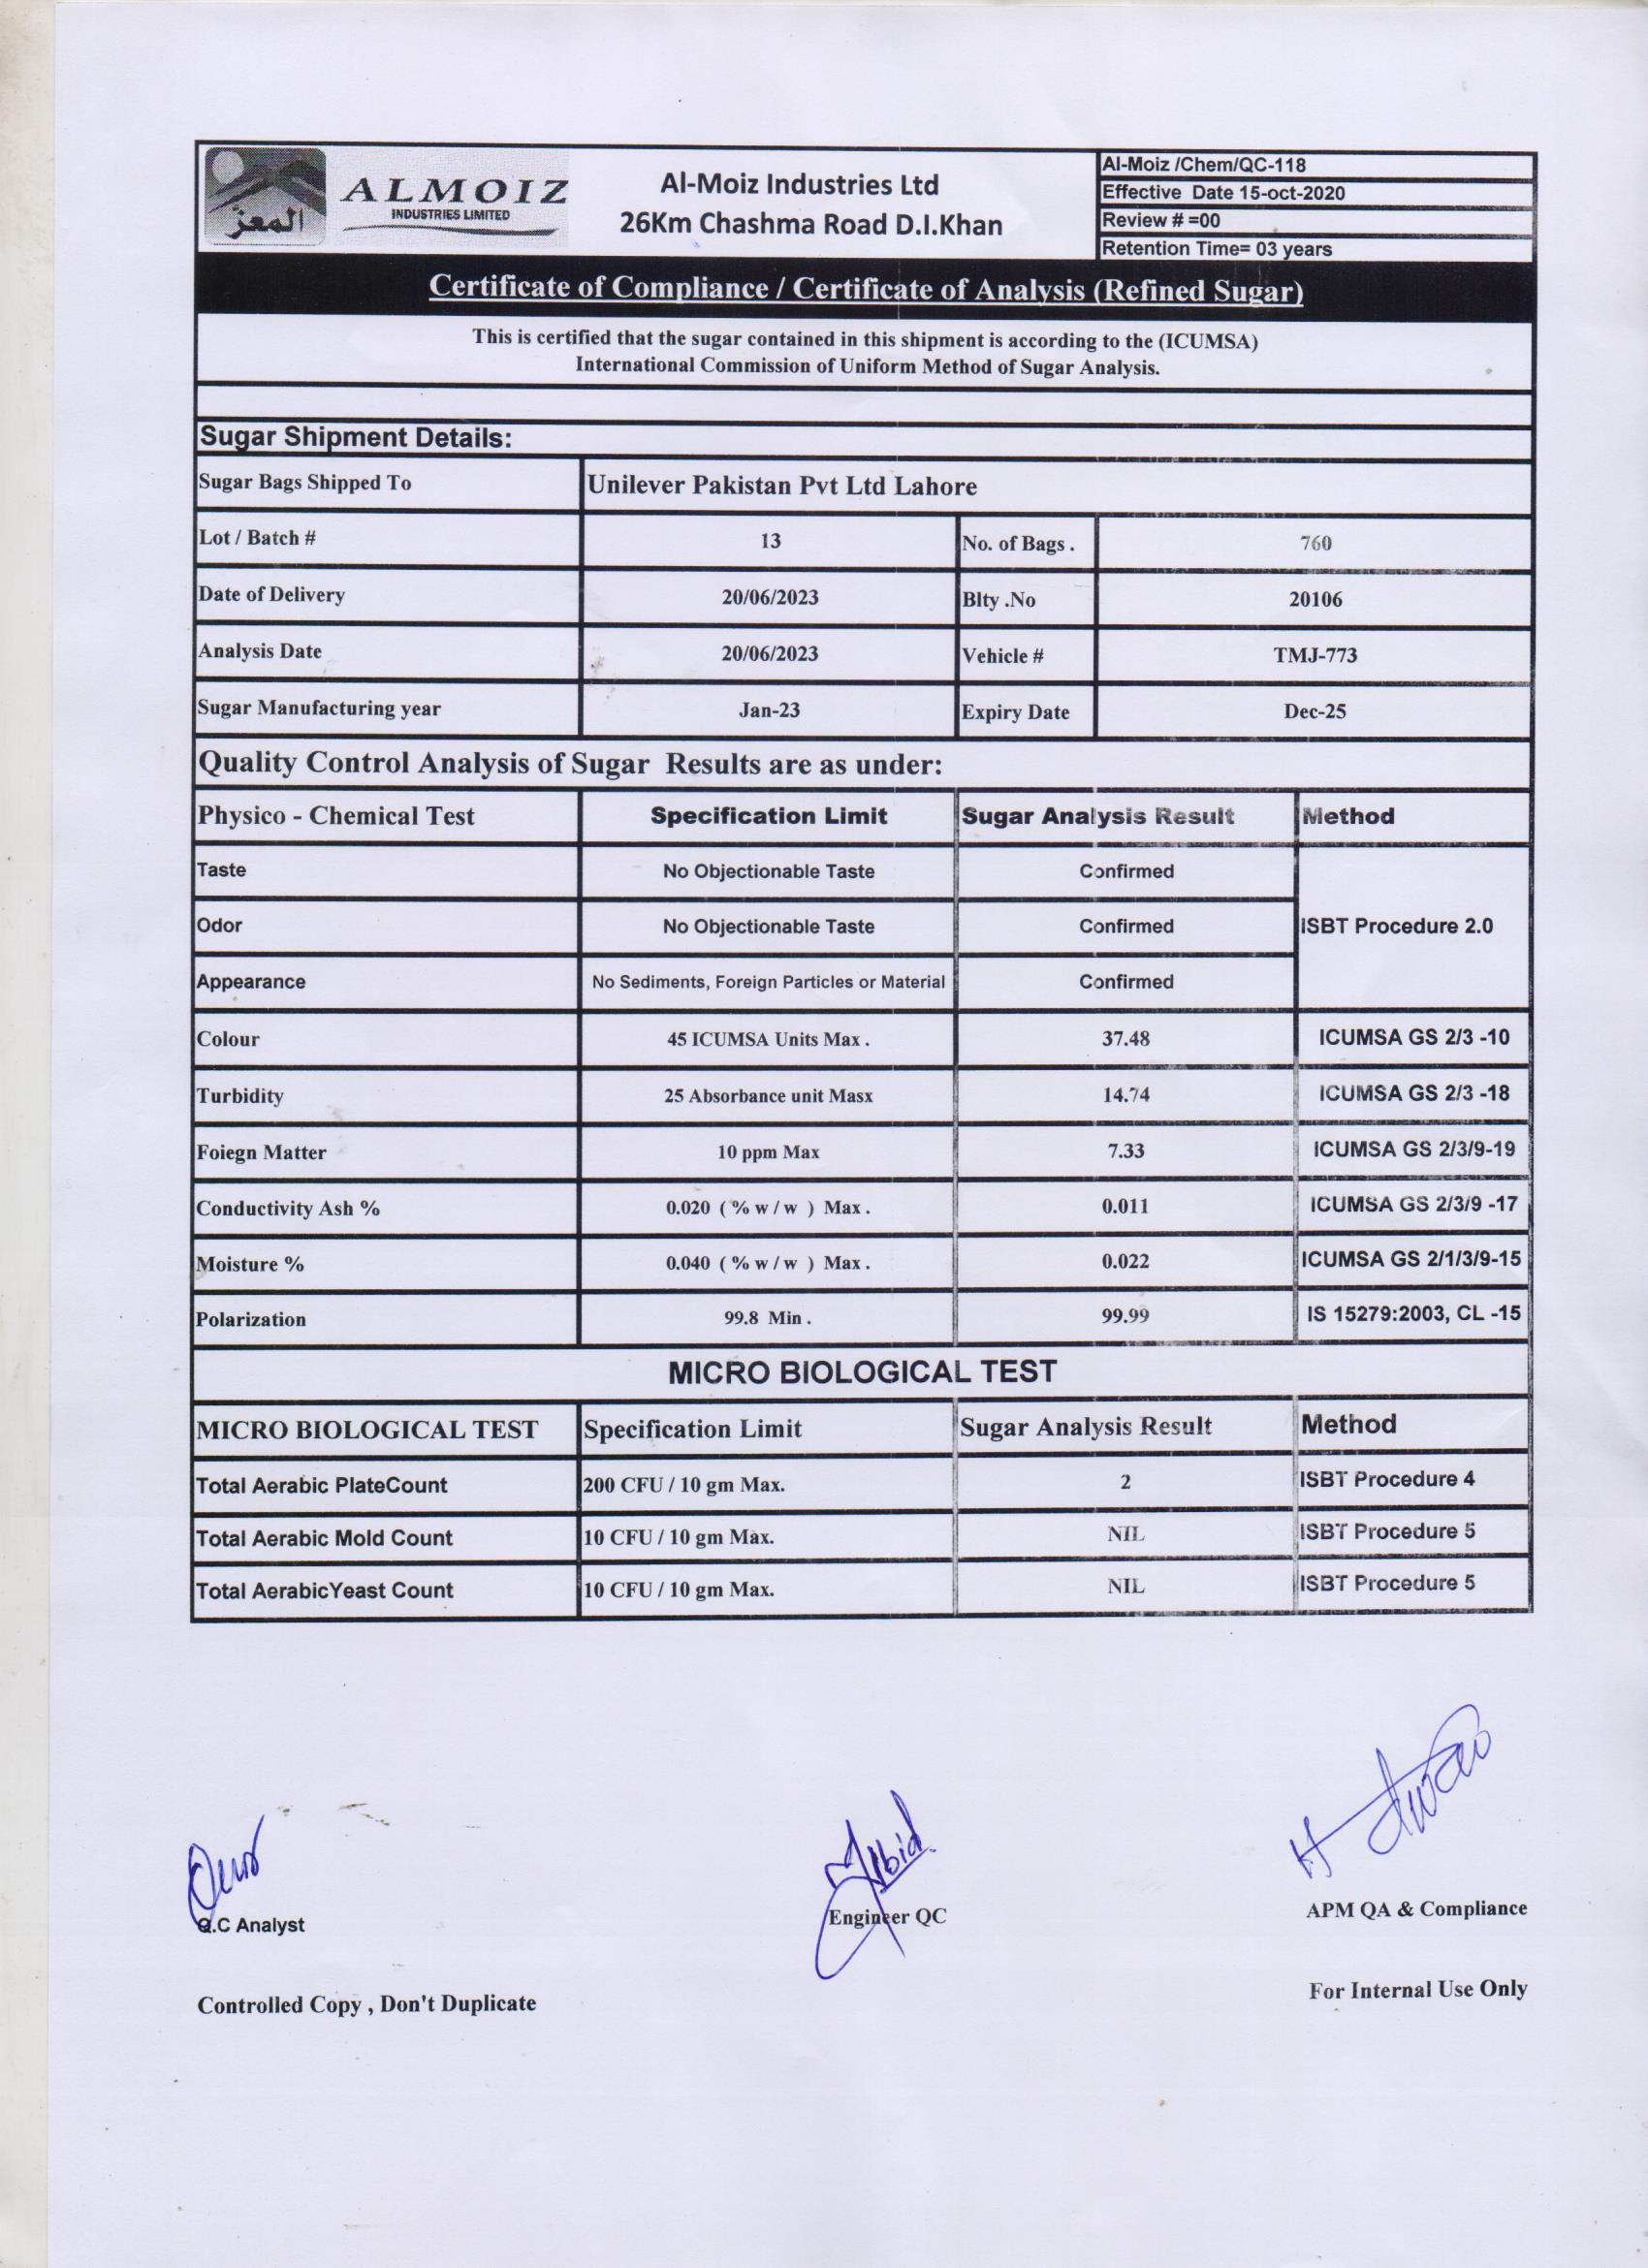 المعز
ALMOIZ
INDUSTRIES LIMITED
Al-Moiz Industries Ltd
26Km Chashma Road D.I.Khan
Al-Moiz /Chem/QC-118
Effective Date 15-oct-2020
Review # =00
Retention Time= 03 years
Certificate of Compliance / Certificate of Analysis (Refined Sugar)
This is certified that the sugar contained in this shipment is according to the (ICUMSA)
International Commission of Uniform Method of Sugar Analysis.
Sugar Shipment Details:
Sugar Bags Shipped To Unilever Pakistan Pvt Ltd Lahore
Lot / Batch # 13 No. of Bags . 760
Date of Delivery 20/06/2023 Blty .No 20106
Analysis Date 20/06/2023 Vehicle # TMJ-773
Sugar Manufacturing year Jan-23 Expiry Date Dec-25
Quality Control Analysis of Sugar Results are as under:
Physico - Chemical Test Specification Limit Sugar Analysis Result Method
Taste No Objectionable Taste Confirmed
Odor No Objectionable Taste Confirmed ISBT Procedure 2.0
Appearance No Sediments, Foreign Particles or Material Confirmed
Colour 45 ICUMSA Units Max . 37.48 ICUMSA GS 2/3 -10
Turbidity 25 Absorbance unit Masx 14.74 ICUMSA GS 2/3 -18
Foiegn Matter 10 ppm Max 7.33 ICUMSA GS 2/3/9-19
Conductivity Ash % 0.020 ( % w / w ) Max . 0.011 ICUMSA GS 2/3/9 -17
Moisture % 0.040 ( % w / w ) Max . 0.022 ICUMSA GS 2/1/3/9-15
Polarization 99.8 Min . 99.99 IS 15279:2003, CL -15
MICRO BIOLOGICAL TEST
MICRO BIOLOGICAL TEST Specification Limit Sugar Analysis Result Method
Total Aerabic PlateCount 200 CFU / 10 gm Max. 2 ISBT Procedure 4
Total Aerabic Mold Count 10 CFU / 10 gm Max. NIL ISBT Procedure 5
Total AerabicYeast Count 10 CFU / 10 gm Max. NIL ISBT Procedure 5
Q.C Analyst Engineer QC APM QA & Compliance
Controlled Copy , Don't Duplicate For Internal Use Only